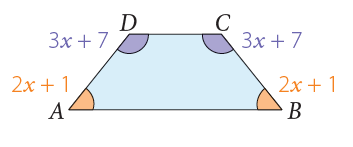 D C
3x + 7 3x + 7
2x + 1 2x + 1
A B